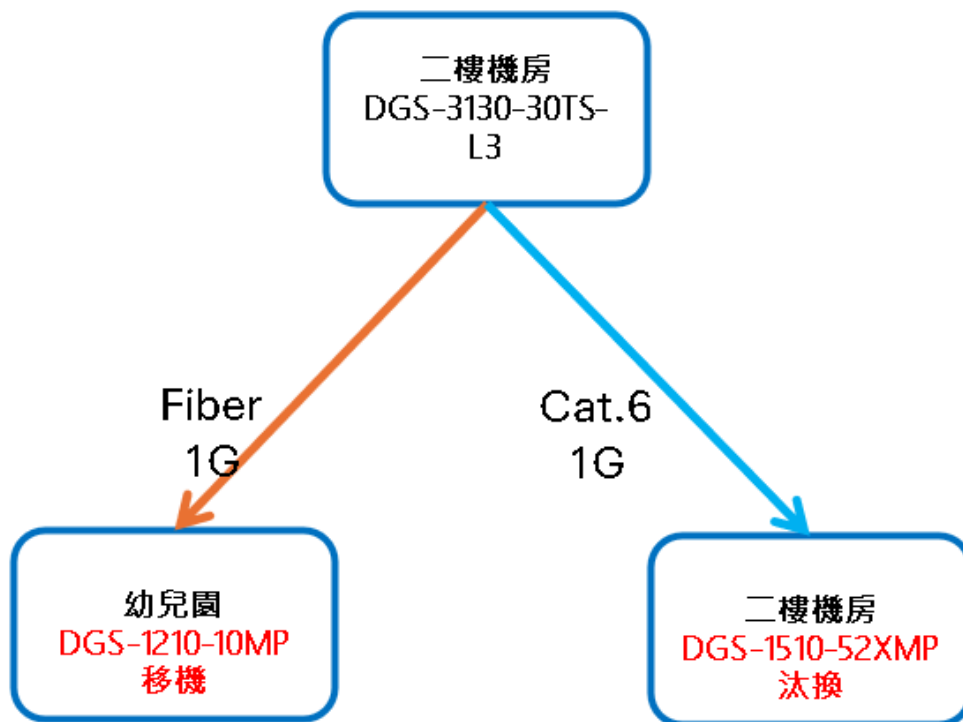 二樓機房
DGS-3130-30TS-
L3
Fiber
1G
Cat.6
1G
幼兒園
DGS-1210-10MP
移機
二樓機房
DGS-1510-52XMP
汰換